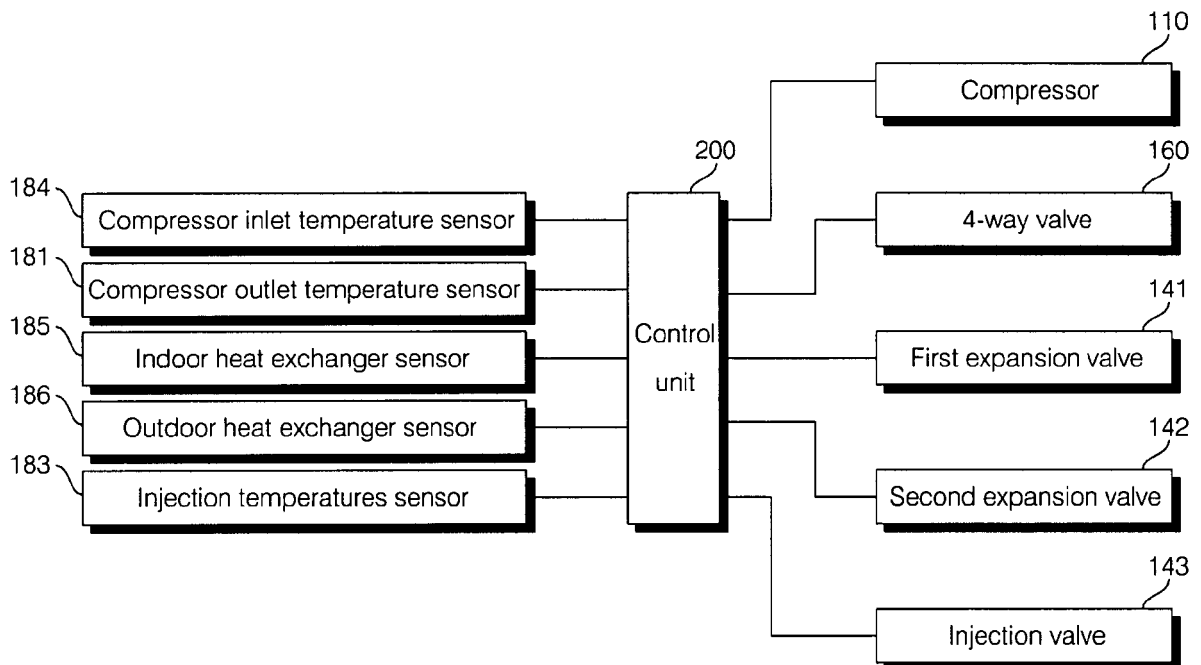 110
Compressor
200
160
184
Compressor inlet temperature sensor
4-way valve
181
Compressor outlet temperature sensor
185
Indoor heat exchanger sensor
Control
unit
141
First expansion valve
186
Outdoor heat exchanger sensor
142
183
Injection temperatures sensor
Second expansion valve
143
Injection valve